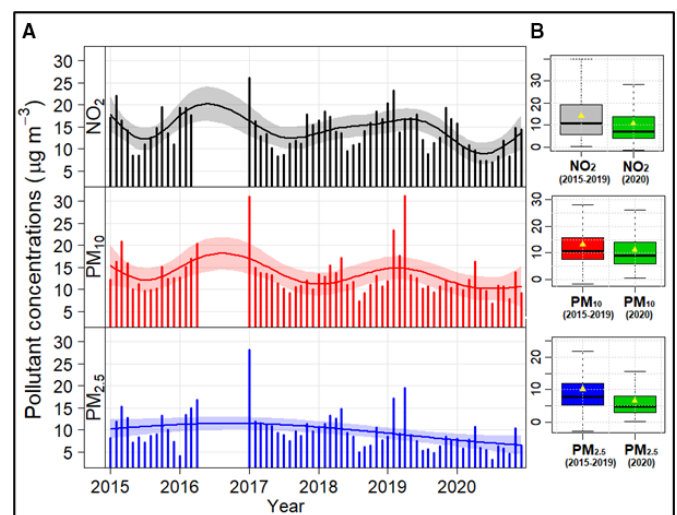 A
B
Pollutant concentrations (µg m⁻³)
NO₂
30
25
20
15
10
5
PM₁₀
30
25
20
15
10
5
PM₂.₅
30
25
20
15
10
5
2015 2016 2017 2018 2019 2020
Year
30
20
10
0
NO₂ NO₂
(2015-2019) (2020)
30
20
10
0
PM₁₀ PM₁₀
(2015-2019) (2020)
20
10
0
PM₂.₅ PM₂.₅
(2015-2019) (2020)